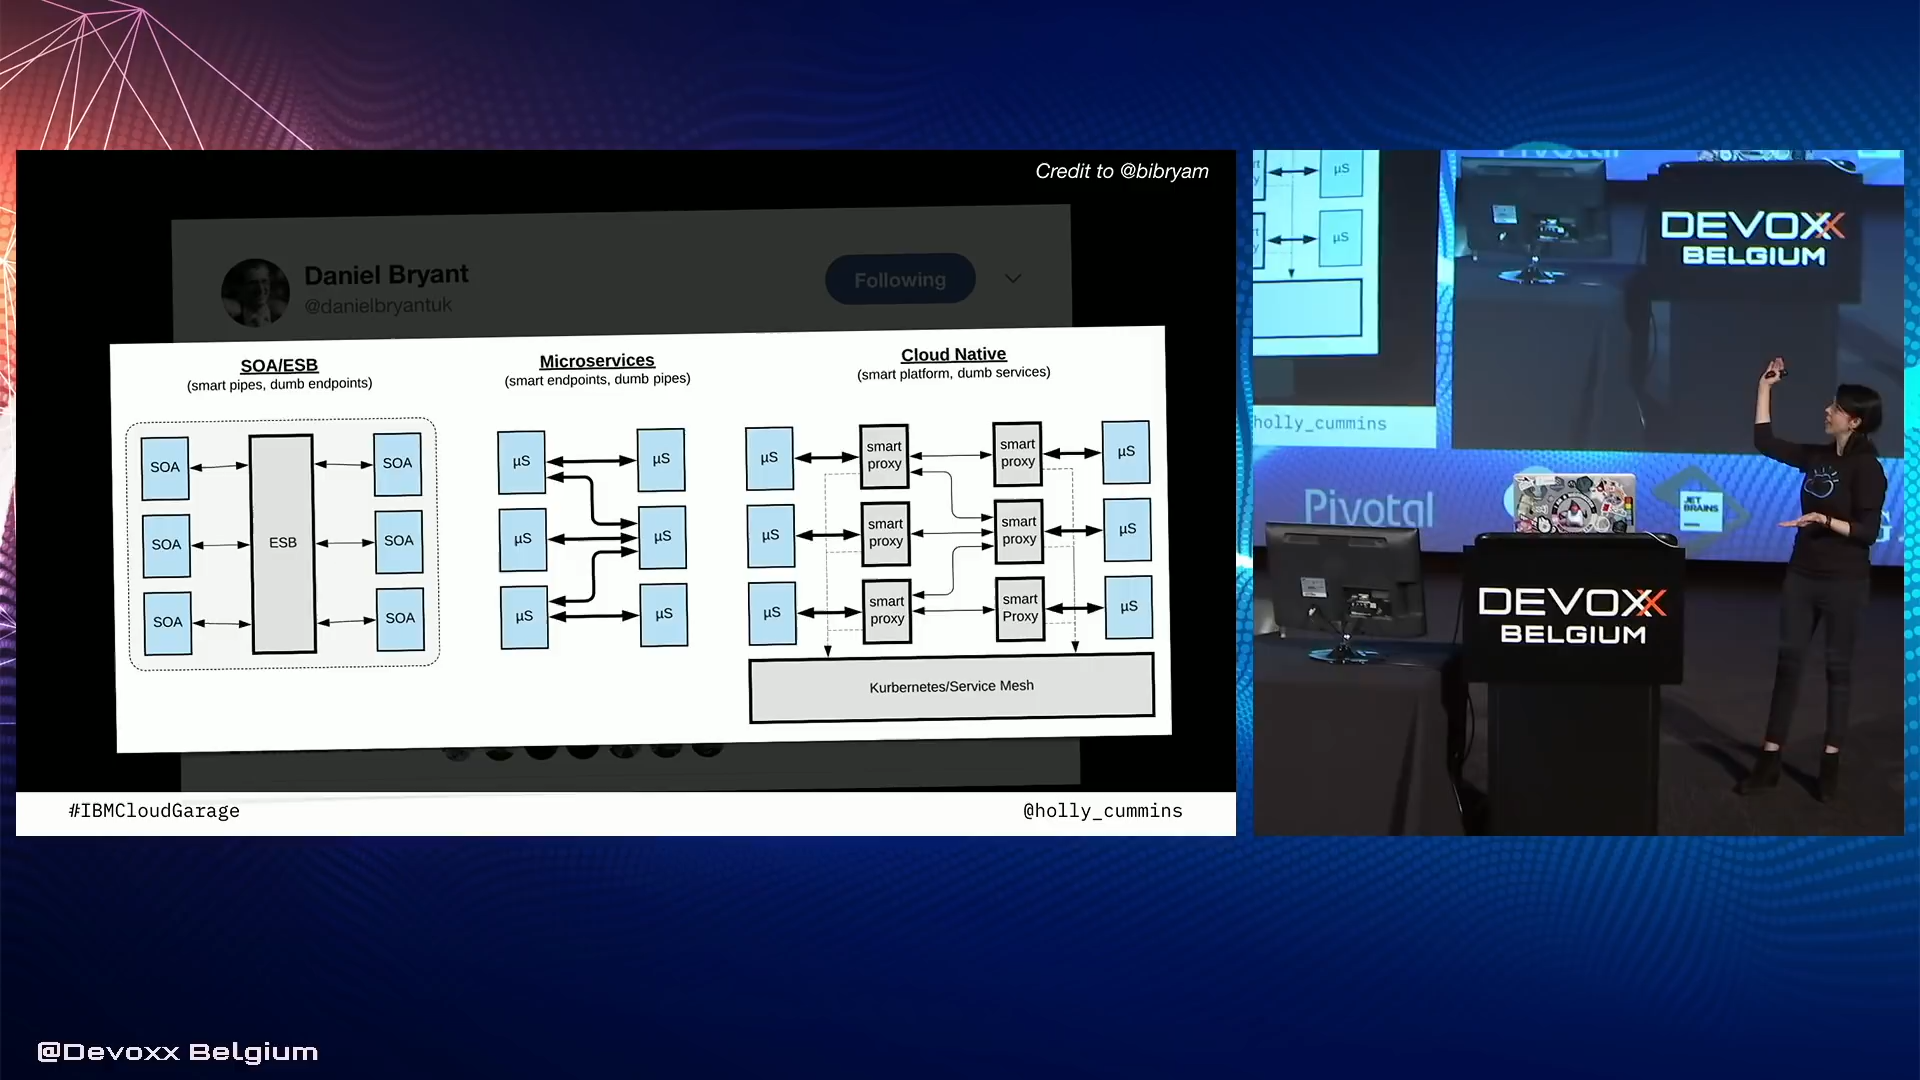 Credit to @bibryam
Daniel Bryant
@danielbryantuk
Following
SOA/ESB
(smart pipes, dumb endpoints)
SOA
SOA
SOA
ESB
SOA
SOA
SOA
Microservices
(smart endpoints, dumb pipes)
µS
µS
µS
µS
µS
µS
Cloud Native
(smart platform, dumb services)
µS
smart
proxy
smart
proxy
µS
µS
smart
proxy
smart
proxy
µS
µS
smart
proxy
smart
Proxy
µS
Kurbernetes/Service Mesh
#IBMCloudGarage
@holly_cummins
µS
µS
holly_cummins
DEVOXX
BELGIUM
Pivotal
JET
BRAINS
DEVOXX
BELGIUM
@Devoxx Belgium